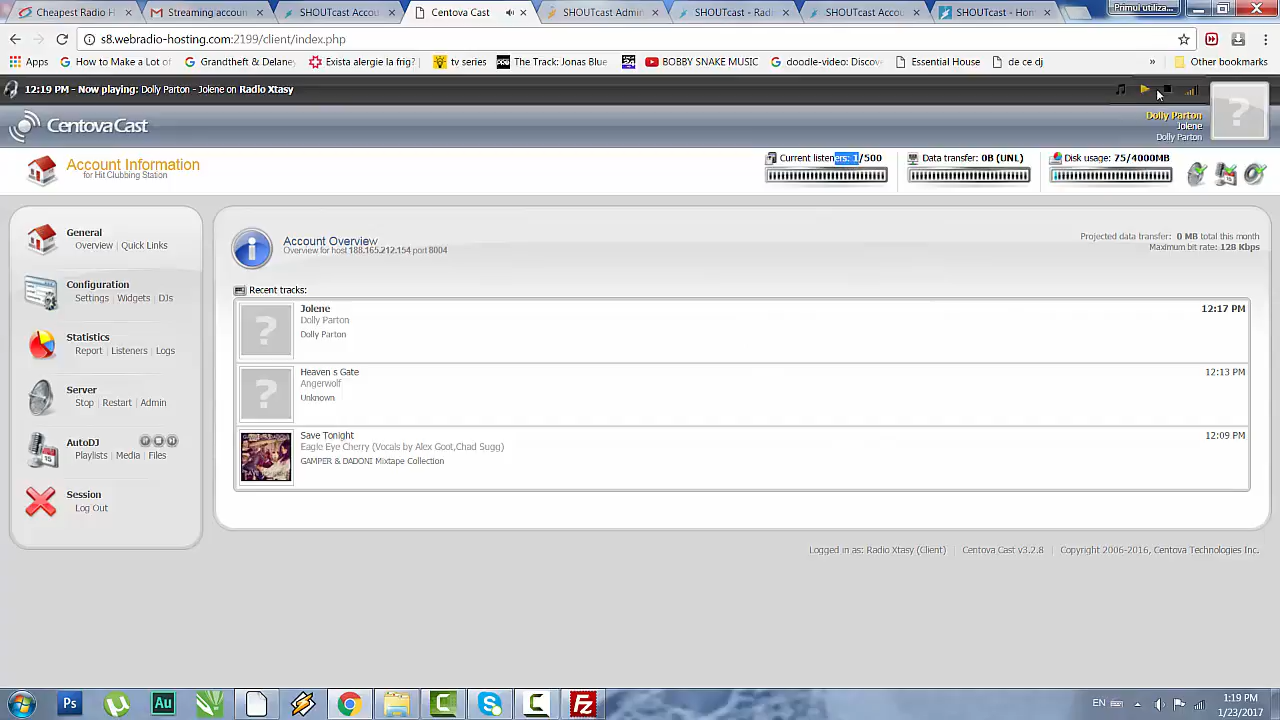 Cheapest Radio H
Streaming accoun
SHOUTcast Accou
Centova Cast
SHOUTcast Admin
SHOUTcast - Rad
SHOUTcast Accou
SHOUTcast - Hom
Primul utiliza...
s8.webradio-hosting.com:2199/client/index.php
Apps
How to Make a Lot of
Grandtheft & Delaney
Exista alergie la frig?
tv series
The Track: Jonas Blue
BOBBY SNAKE MUSIC
doodle-video: Discov
Essential House
de ce dj
»
Other bookmarks
12:19 PM - Now playing: Dolly Parton - Jolene on Radio Xtasy
CentovaCast
Dolly Parton
Jolene
Dolly Parton
Account Information
for Hit Clubbing Station
Current listeners: 1/500
Data transfer: 0B (UNL)
Disk usage: 75/4000MB
General
Overview | Quick Links
Configuration
Settings | Widgets | DJs
Statistics
Report | Listeners | Logs
Server
Stop | Restart | Admin
AutoDJ
Playlists | Media | Files
Session
Log Out
Account Overview
Overview for host 188.165.212.154 port 8004
Projected data transfer: 0 MB total this month
Maximum bit rate: 128 Kbps
Recent tracks:
Jolene
12:17 PM
Dolly Parton
Dolly Parton
Heaven s Gate
12:13 PM
Angerwolf
Unknown
Save Tonight
12:09 PM
Eagle Eye Cherry (Vocals by Alex Goot,Chad Sugg)
GAMPER & DADONI Mixtape Collection
Logged in as: Radio Xtasy (Client) | Centova Cast v3.2.8 | Copyright 2006-2016, Centova Technologies Inc.
Ps
Au
Fz
EN
1:19 PM
1/23/2017